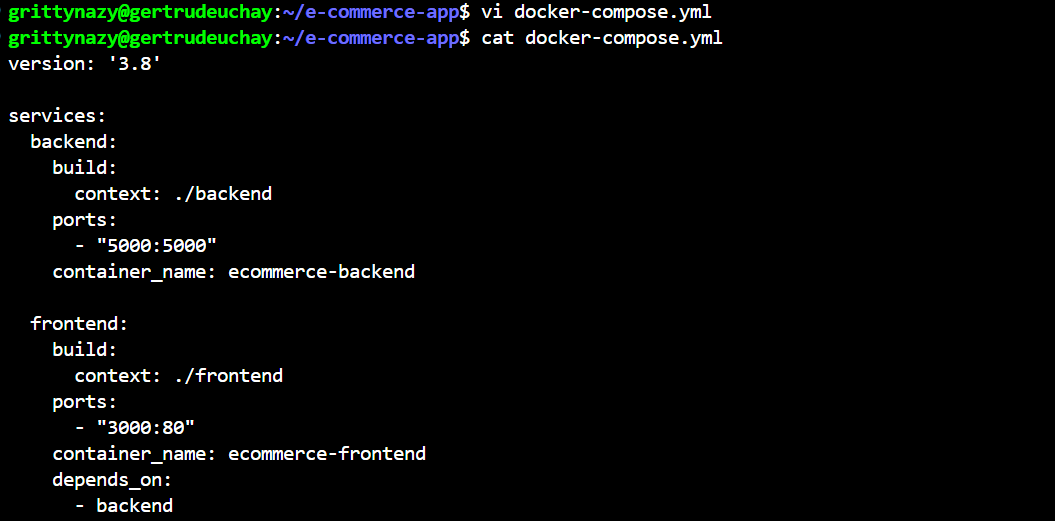 grittynazy@gertrudeuchay:~/e-commerce-app$ vi docker-compose.yml
grittynazy@gertrudeuchay:~/e-commerce-app$ cat docker-compose.yml
version: '3.8'

services:
  backend:
    build:
      context: ./backend
    ports:
      - "5000:5000"
    container_name: ecommerce-backend

  frontend:
    build:
      context: ./frontend
    ports:
      - "3000:80"
    container_name: ecommerce-frontend
    depends_on:
      - backend